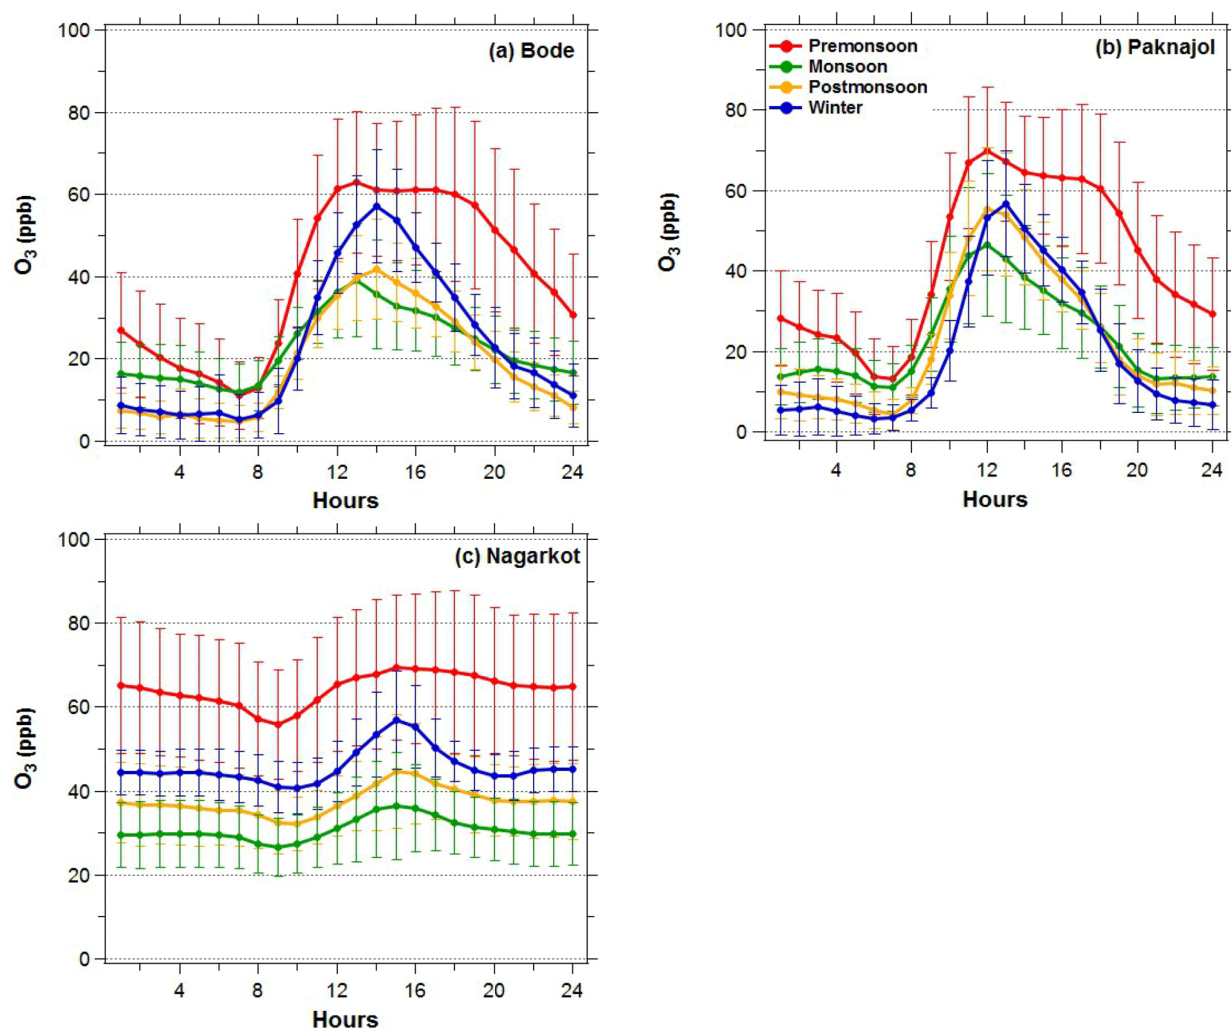 100
(a) Bode
80
60
40
20
0
O₃ (ppb)
4 8 12 16 20 24
Hours
100
Premonsoon
Monsoon
Postmonsoon
Winter
(b) Paknajol
80
60
40
20
0
O₃ (ppb)
4 8 12 16 20 24
Hours
100
(c) Nagarkot
80
60
40
20
0
O₃ (ppb)
4 8 12 16 20 24
Hours